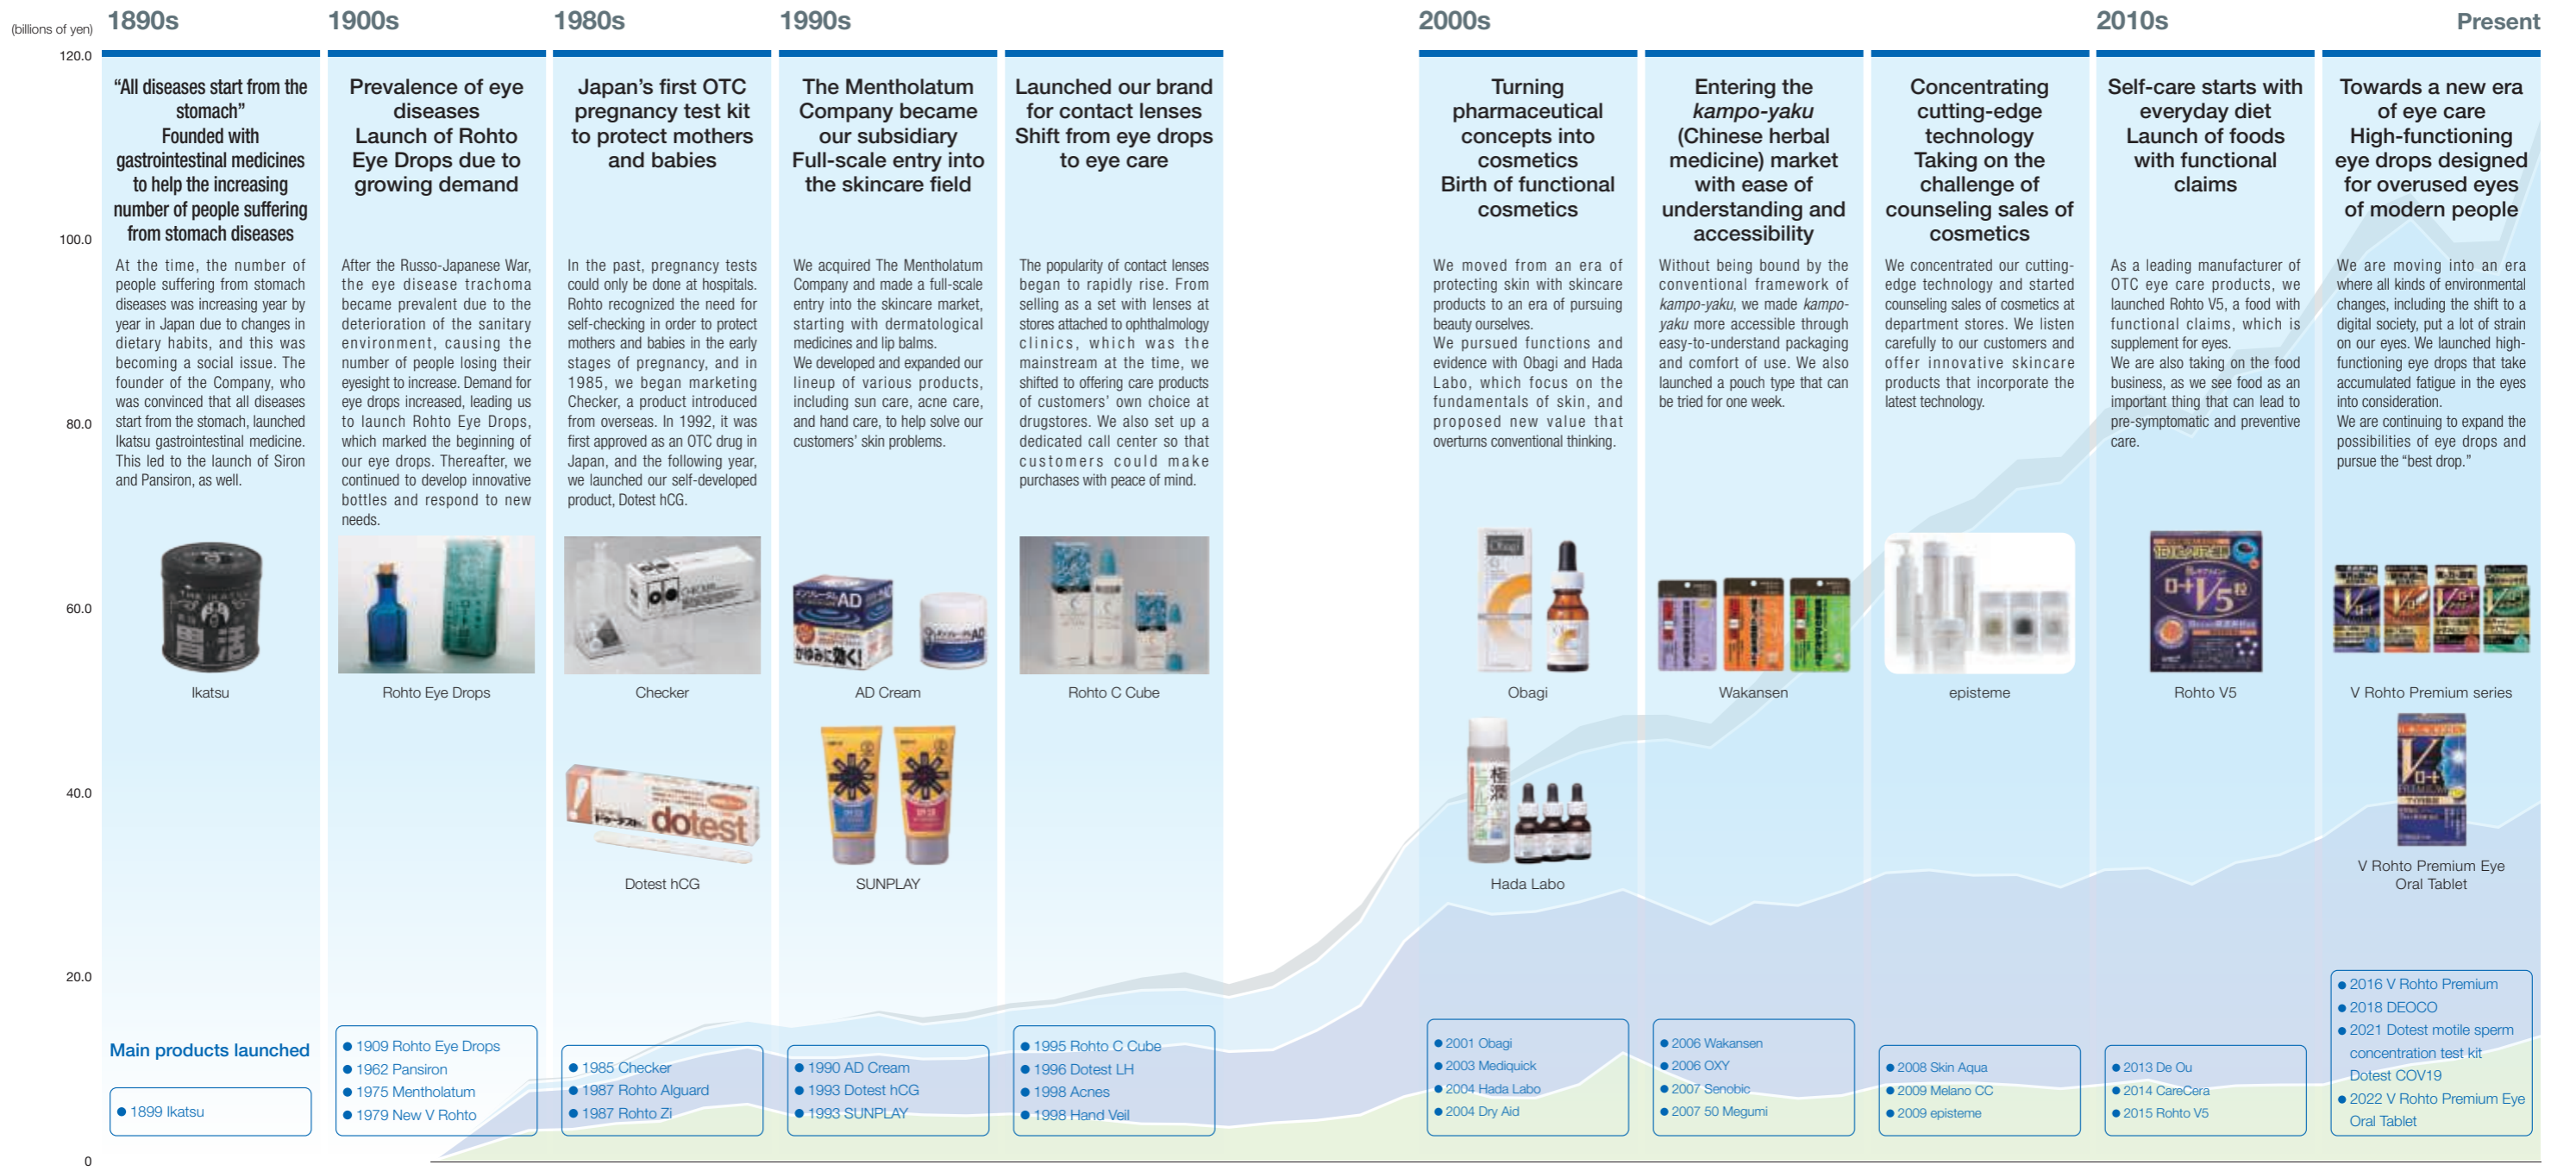 (billions of yen)
120.0
100.0
80.0
60.0
40.0
20.0
0
1890s
“All diseases start from the
stomach”
Founded with
gastrointestinal medicines
to help the increasing
number of people suffering
from stomach diseases
At the time, the number of
people suffering from stomach
diseases was increasing year by
year in Japan due to changes in
dietary habits, and this was
becoming a social issue. The
founder of the Company, who
was convinced that all diseases
start from the stomach, launched
Ikatsu gastrointestinal medicine.
This led to the launch of Siron
and Pansiron, as well.
Ikatsu
Main products launched
● 1899 Ikatsu
1900s
Prevalence of eye
diseases
Launch of Rohto
Eye Drops due to
growing demand
After the Russo-Japanese War,
the eye disease trachoma
became prevalent due to the
deterioration of the sanitary
environment, causing the
number of people losing their
eyesight to increase. Demand for
eye drops increased, leading us
to launch Rohto Eye Drops,
which marked the beginning of
our eye drops. Thereafter, we
continued to develop innovative
bottles and respond to new
needs.
Rohto Eye Drops
● 1909 Rohto Eye Drops
● 1962 Pansiron
● 1975 Mentholatum
● 1979 New V Rohto
1980s
Japan’s first OTC
pregnancy test kit
to protect mothers
and babies
In the past, pregnancy tests
could only be done at hospitals.
Rohto recognized the need for
self-checking in order to protect
mothers and babies in the early
stages of pregnancy, and in
1985, we began marketing
Checker, a product introduced
from overseas. In 1992, it was
first approved as an OTC drug in
Japan, and the following year,
we launched our self-developed
product, Dotest hCG.
Checker
dotest
Dotest hCG
● 1985 Checker
● 1987 Rohto Alguard
● 1987 Rohto Zi
1990s
The Mentholatum
Company became
our subsidiary
Full-scale entry into
the skincare field
We acquired The Mentholatum
Company and made a full-scale
entry into the skincare market,
starting with dermatological
medicines and lip balms.
We developed and expanded our
lineup of various products,
including sun care, acne care,
and hand care, to help solve our
customers’ skin problems.
メンソレータムAD
かゆみに効く!
AD Cream
SUNPLAY
● 1990 AD Cream
● 1993 Dotest hCG
● 1993 SUNPLAY
Launched our brand
for contact lenses
Shift from eye drops
to eye care
The popularity of contact lenses
began to rapidly rise. From
selling as a set with lenses at
stores attached to ophthalmology
clinics, which was the
mainstream at the time, we
shifted to offering care products
of customers’ own choice at
drugstores. We also set up a
dedicated call center so that
customers could make
purchases with peace of mind.
Rohto C Cube
● 1995 Rohto C Cube
● 1996 Dotest LH
● 1998 Acnes
● 1998 Hand Veil
2000s
Turning
pharmaceutical
concepts into
cosmetics
Birth of functional
cosmetics
We moved from an era of
protecting skin with skincare
products to an era of pursuing
beauty ourselves.
We pursued functions and
evidence with Obagi and Hada
Labo, which focus on the
fundamentals of skin, and
proposed new value that
overturns conventional thinking.
Obagi
Obagi
極潤
Hada Labo
● 2001 Obagi
● 2003 Mediquick
● 2004 Hada Labo
● 2004 Dry Aid
Entering the
kampo-yaku
(Chinese herbal
medicine) market
with ease of
understanding and
accessibility
Without being bound by the
conventional framework of
kampo-yaku, we made kampo-
yaku more accessible through
easy-to-understand packaging
and comfort of use. We also
launched a pouch type that can
be tried for one week.
Wakansen
● 2006 Wakansen
● 2006 OXY
● 2007 Senobic
● 2007 50 Megumi
Concentrating
cutting-edge
technology
Taking on the
challenge of
counseling sales of
cosmetics
We concentrated our cutting-
edge technology and started
counseling sales of cosmetics at
department stores. We listen
carefully to our customers and
offer innovative skincare
products that incorporate the
latest technology.
episteme
● 2008 Skin Aqua
● 2009 Melano CC
● 2009 episteme
2010s
Self-care starts with
everyday diet
Launch of foods
with functional
claims
As a leading manufacturer of
OTC eye care products, we
launched Rohto V5, a food with
functional claims, which is
supplement for eyes.
We are also taking on the food
business, as we see food as an
important thing that can lead to
pre-symptomatic and preventive
care.
ロートV5粒
Rohto V5
● 2013 De Ou
● 2014 CareCera
● 2015 Rohto V5
Present
Towards a new era
of eye care
High-functioning
eye drops designed
for overused eyes
of modern people
We are moving into an era
where all kinds of environmental
changes, including the shift to a
digital society, put a lot of strain
on our eyes. We launched high-
functioning eye drops that take
accumulated fatigue in the eyes
into consideration.
We are continuing to expand the
possibilities of eye drops and
pursue the “best drop.”
V Rohto Premium series
Vロート
V Rohto Premium Eye
Oral Tablet
● 2016 V Rohto Premium
● 2018 DEOCO
● 2021 Dotest motile sperm
concentration test kit
Dotest COV19
● 2022 V Rohto Premium Eye
Oral Tablet